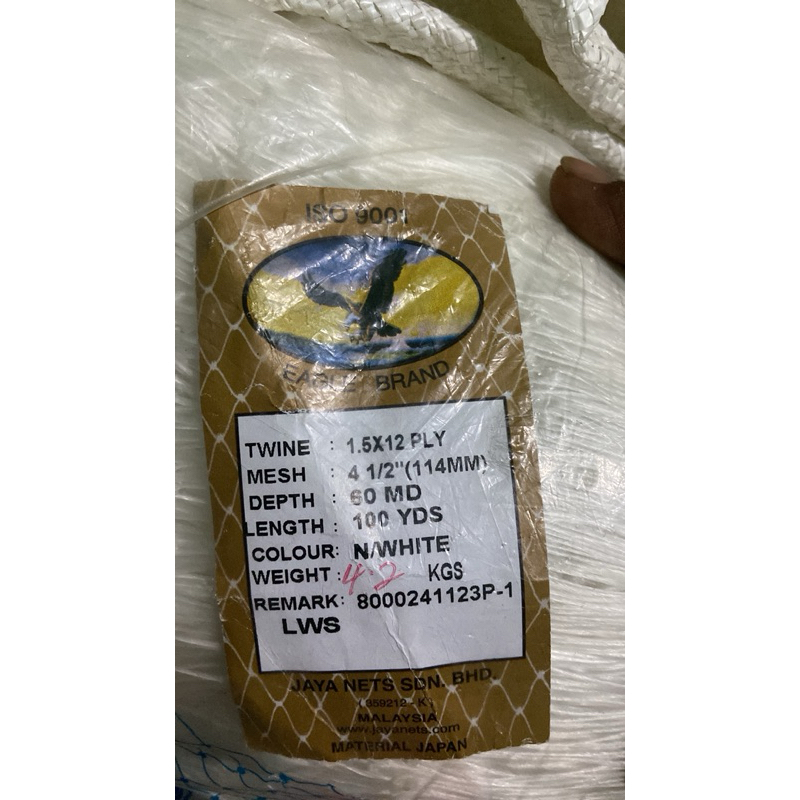 ISO 9001
EAGLE BRAND
TWINE : 1.5X12 PLY
MESH : 4 1/2"(114MM)
DEPTH : 60 MD
LENGTH : 100 YDS
COLOUR: N/WHITE
WEIGHT : 4.2 KGS
REMARK: 8000241123P-1
LWS
JAYA NETS SDN. BHD.
(659212-K)
MALAYSIA
www.jayanets.com
MATERIAL JAPAN